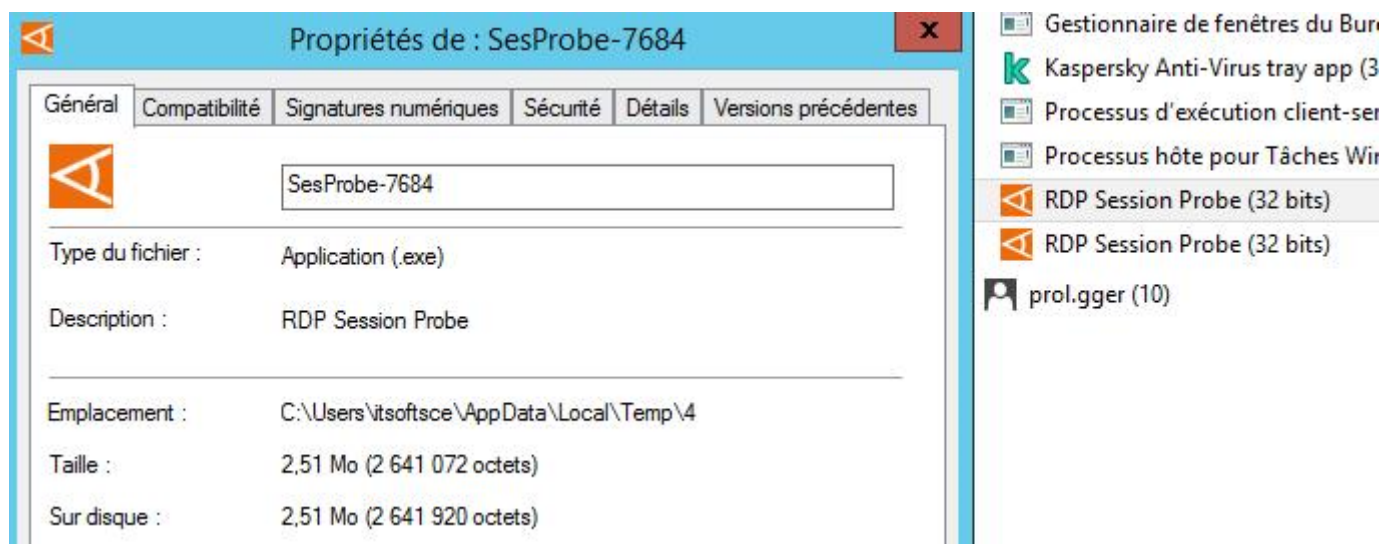 Propriétés de : SesProbe-7684
x
Général Compatibilité Signatures numériques Sécurité Détails Versions précédentes
SesProbe-7684
Type du fichier : Application (.exe)
Description : RDP Session Probe
Emplacement : C:\Users\itsoftsce\AppData\Local\Temp\4
Taille : 2,51 Mo (2 641 072 octets)
Sur disque : 2,51 Mo (2 641 920 octets)
Gestionnaire de fenêtres du Bure
Kaspersky Anti-Virus tray app (3
Processus d'exécution client-ser
Processus hôte pour Tâches Wir
RDP Session Probe (32 bits)
RDP Session Probe (32 bits)
prol.gger (10)